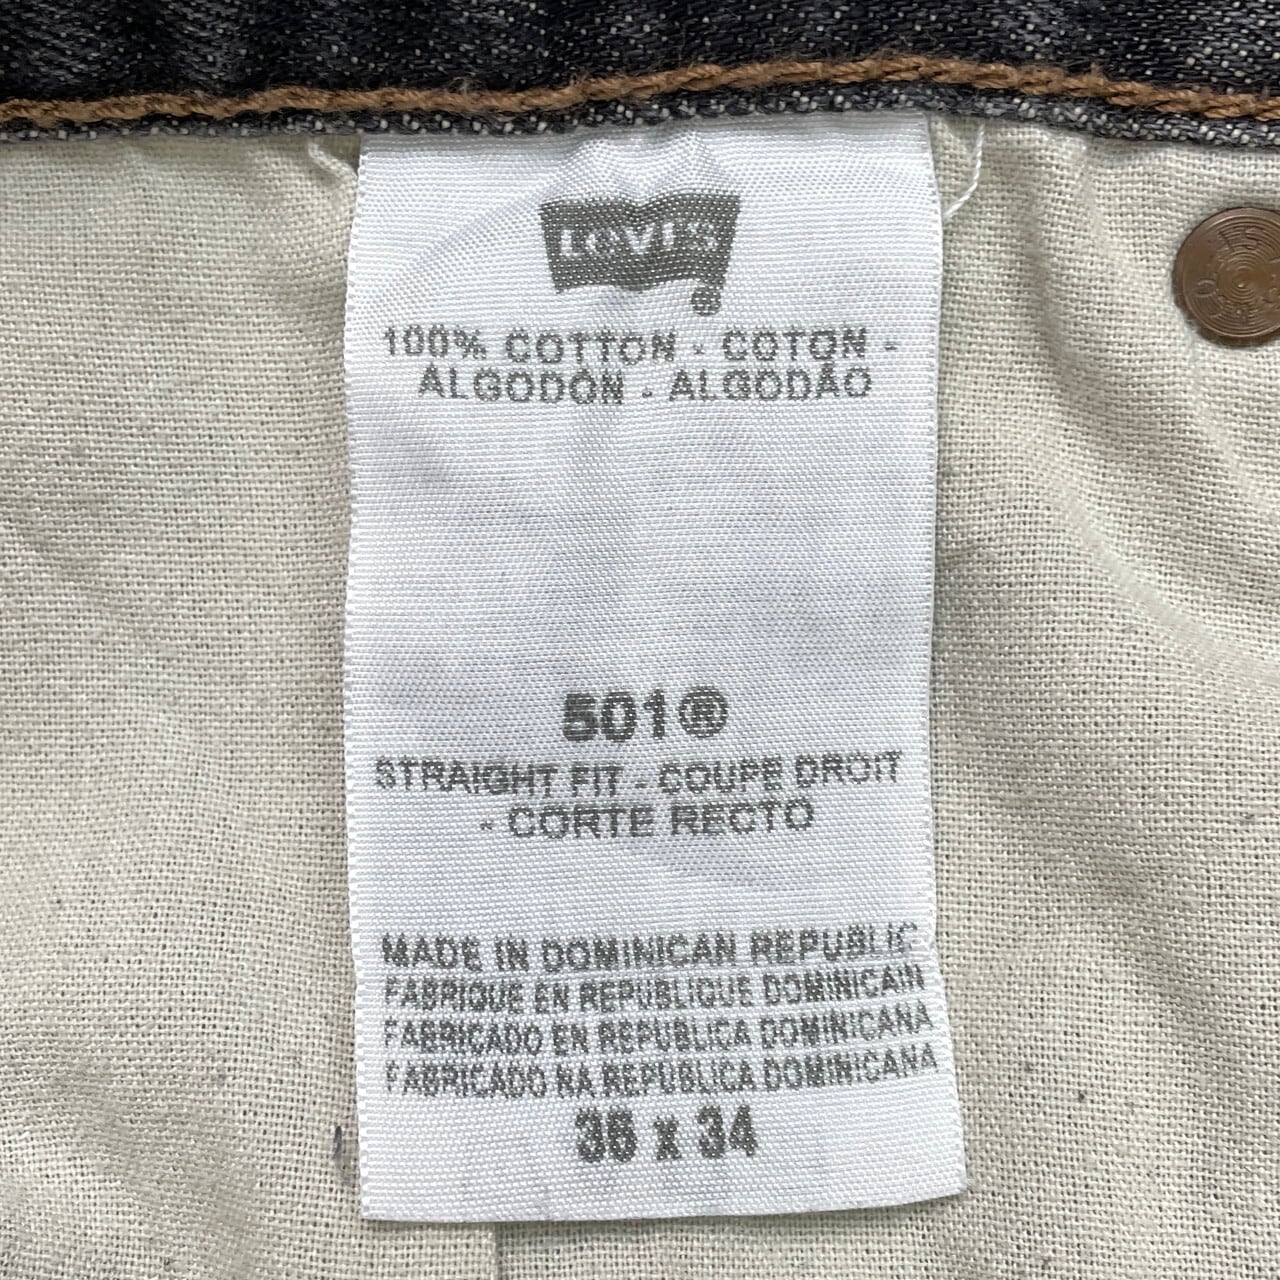 LEVI'S
®
100% COTTON - COTON -
ALGODÓN - ALGODÃO
501®
STRAIGHT FIT - COUPE DROIT
- CORTE RECTO
MADE IN DOMINICAN REPUBLIC
FABRIQUE EN REPUBLIQUE DOMINICAIN
FABRICADO EN REPUBLICA DOMINICANA
FABRICADO NA REPUBLICA DOMINICANA
36 x 34